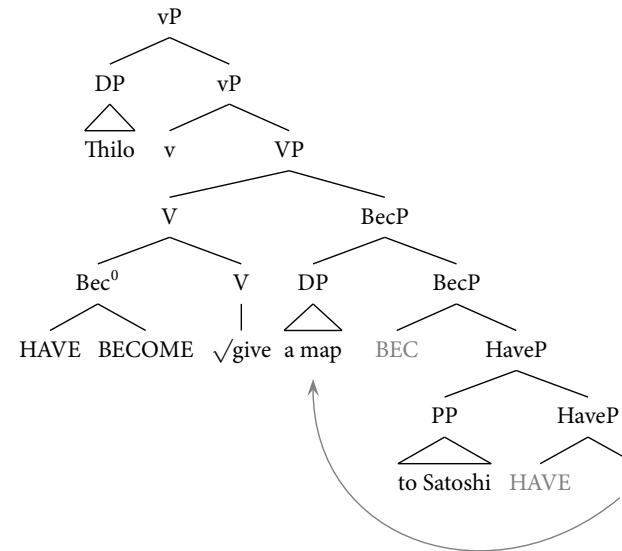 vP
DP vP
Thilo v VP
V BecP
Bec⁰ V DP BecP
HAVE BECOME √give a map BEC HaveP
PP HaveP
to Satoshi HAVE